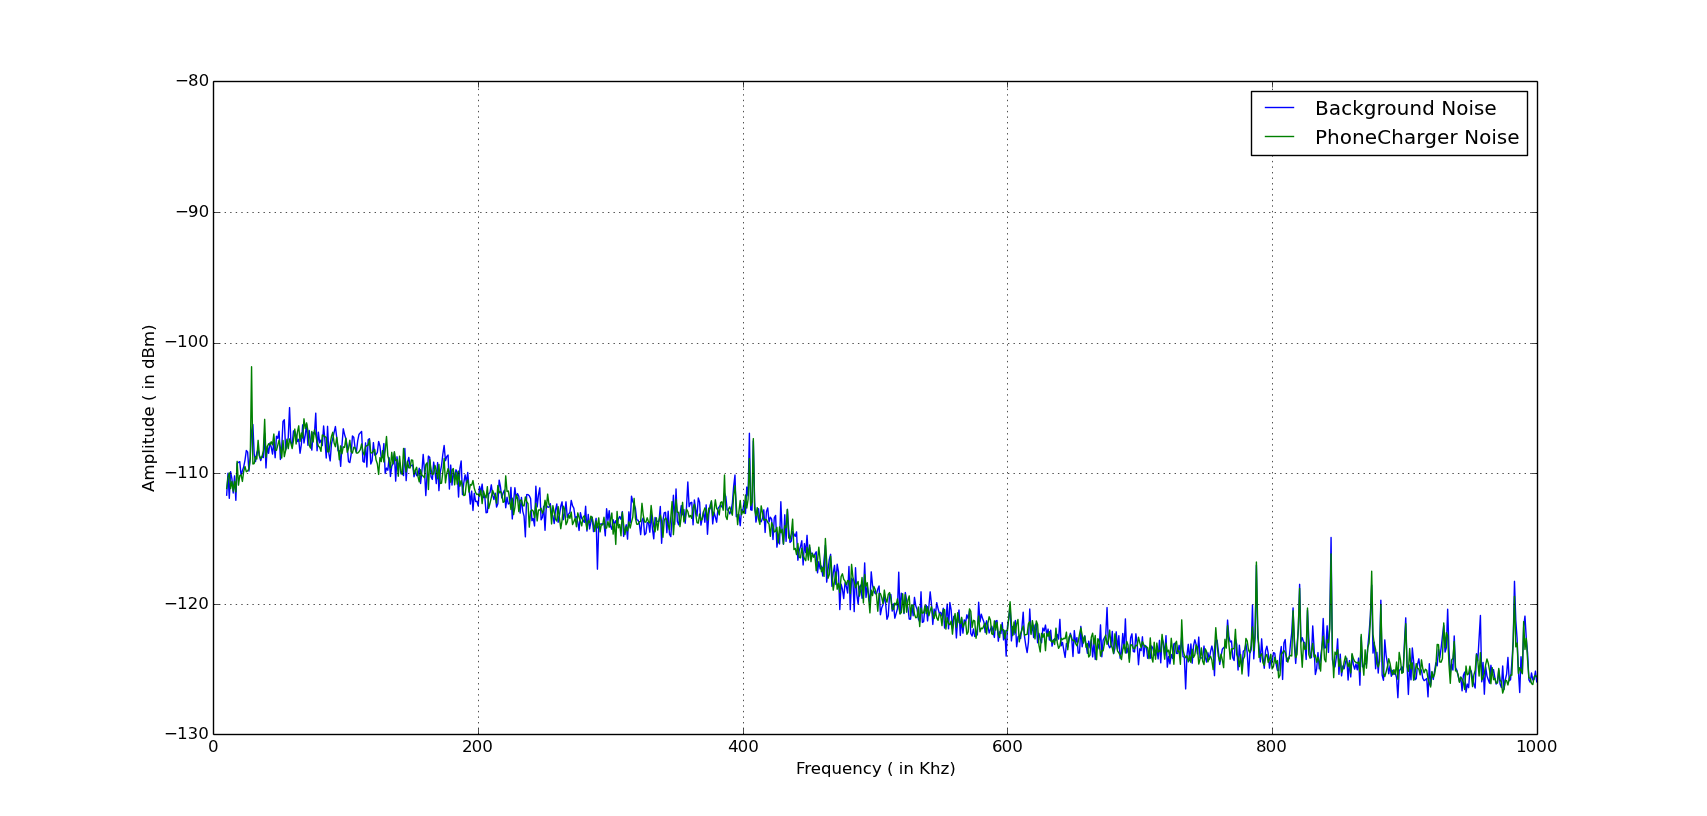 −80
Background Noise
PhoneCharger Noise
−90
−100
Amplitude ( in dBm)
−110
−120
−130
0 200 400 600 800 1000
Frequency ( in Khz)